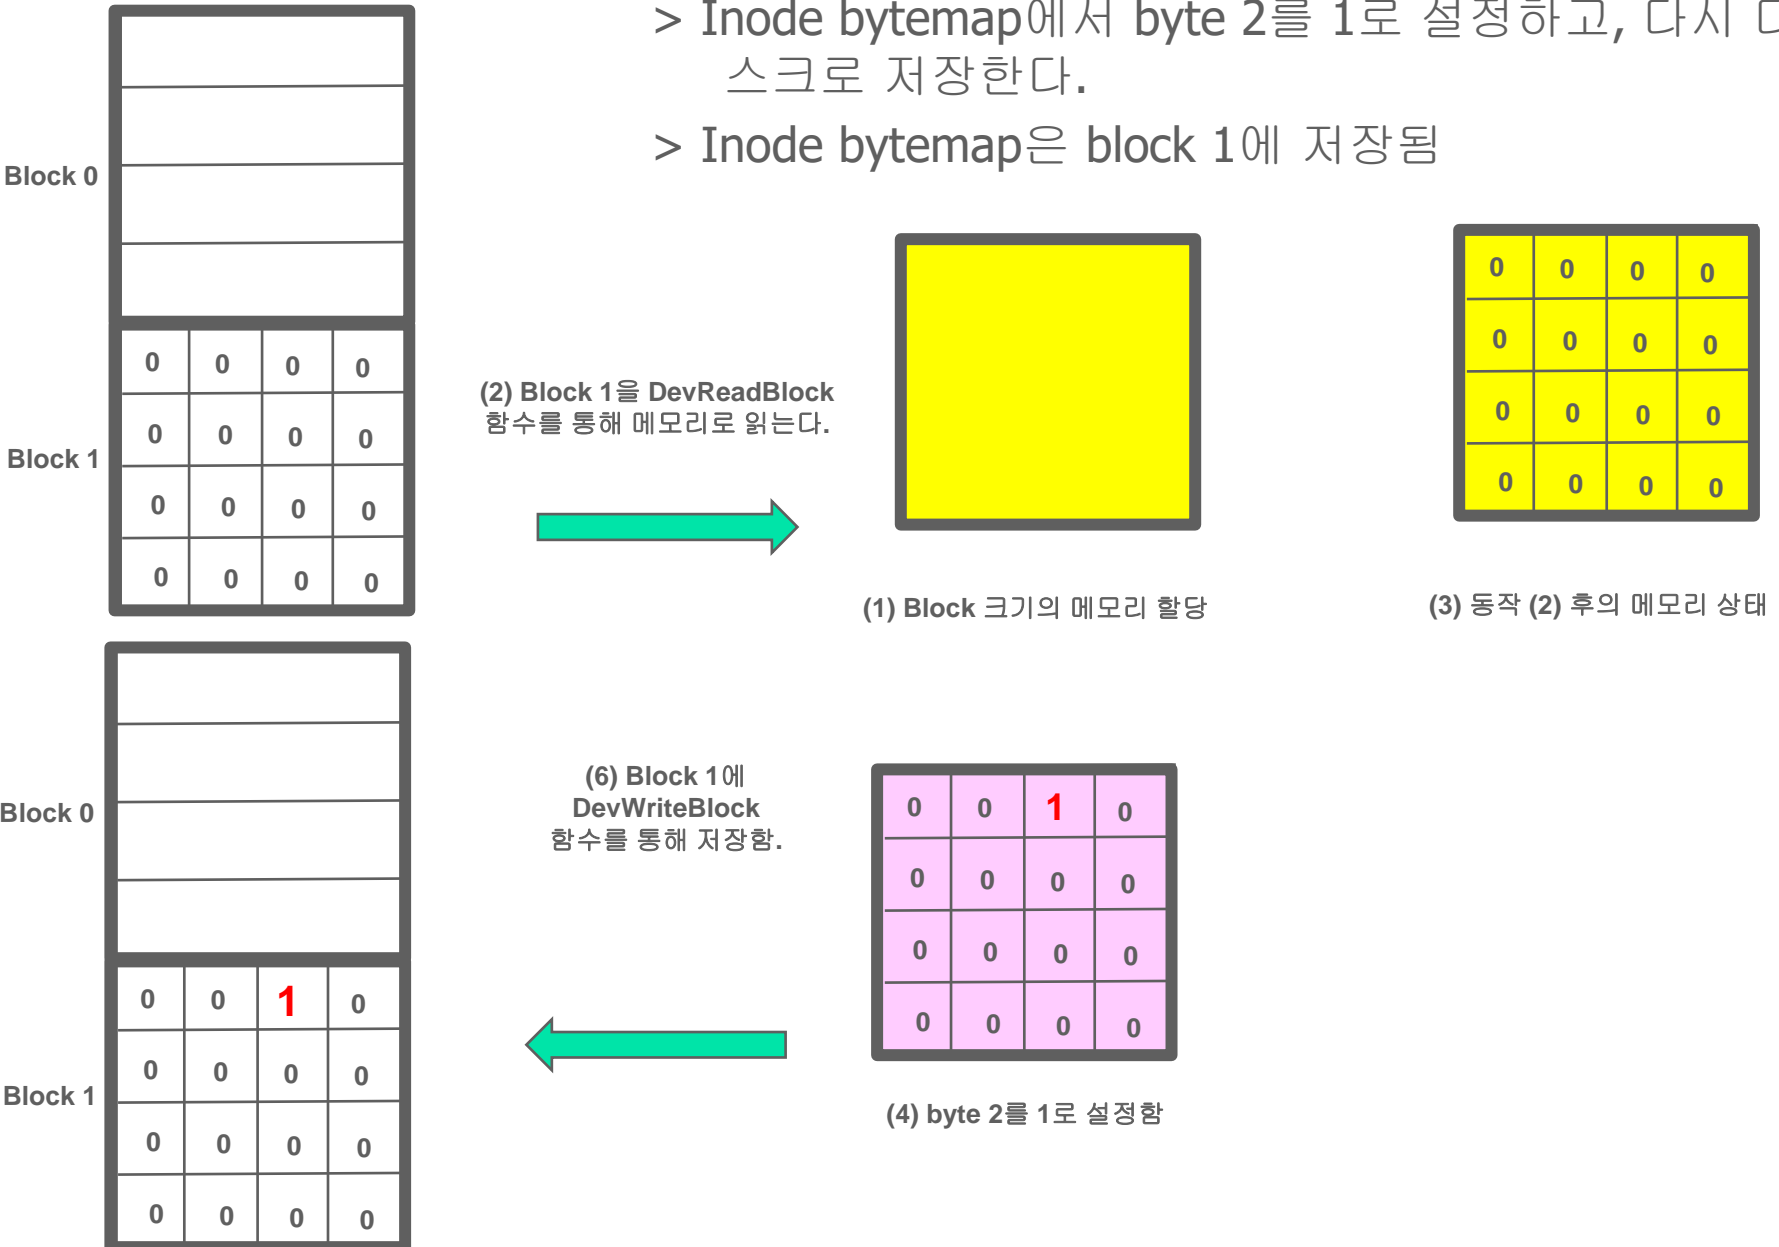 > Inode bytemap에서 byte 2를 1로 설정하고, 다시 디
스크로 저장한다.
> Inode bytemap은 block 1에 저장됨
Block 0
0 0 0 0
0 0 0 0
Block 1
0 0 0 0
0 0 0 0
(2) Block 1을 DevReadBlock
함수를 통해 메모리로 읽는다.
(1) Block 크기의 메모리 할당
0 0 0 0
0 0 0 0
0 0 0 0
0 0 0 0
(3) 동작 (2) 후의 메모리 상태
Block 0
0 0 1 0
0 0 0 0
Block 1
0 0 0 0
0 0 0 0
(6) Block 1에
DevWriteBlock
함수를 통해 저장함.
0 0 1 0
0 0 0 0
0 0 0 0
0 0 0 0
(4) byte 2를 1로 설정함